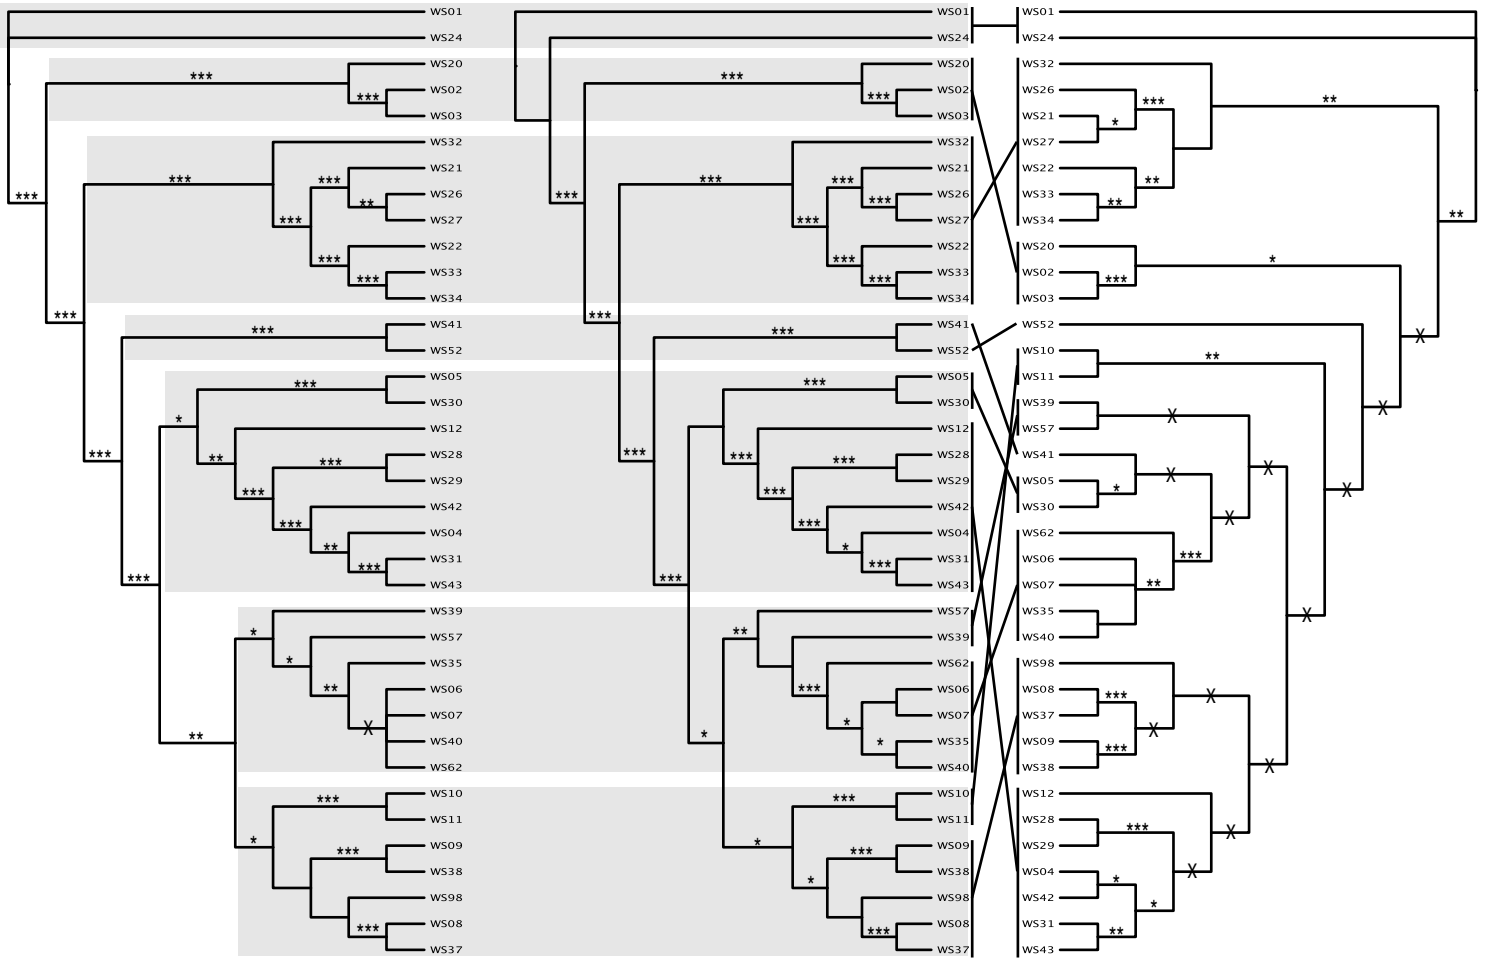 WS01 WS01 WS01
WS24 WS24 WS24
WS20 WS20 WS32
*** *** **
WS02 WS02 WS26
*** *** ***
WS03 WS03 WS21
*
WS32 WS32 WS27
WS21 WS21 WS22
*** *** *** *** **
WS26 WS26 WS33
*** ** *** *** **
WS27 WS27 WS34
*** *** **
WS22 WS22 WS20
*** *** *
WS33 WS33 WS02
*** *** ***
WS34 WS34 WS03
*** ***
WS41 WS41 WS52
*** *** X
WS52 WS52 WS10
**
WS05 WS05 WS11
*** ***
WS30 WS30 WS39
X
* X
WS12 WS12 WS57
WS28 WS28 WS41
*** ** *** *** *** *** X X
WS29 WS29 WS05
*** *** * X
WS42 WS42 WS30
*** *** X
WS04 WS04 WS62
** * ***
WS31 WS31 WS06
*** *** *** *** **
WS43 WS43 WS07
WS39 WS57 WS35
X
* **
WS57 WS39 WS40
*
WS35 WS62 WS98
** *** X
WS06 WS06 WS08
***
WS07 WS07 WS37
X * X
WS40 WS35 WS09
** * * ***
WS62 WS40 WS38
X
WS10 WS10 WS12
*** ***
WS11 WS11 WS28
*** X
* *
WS09 WS09 WS29
*** ***
WS38 WS38 WS04
X
* *
WS98 WS98 WS42
*
WS08 WS08 WS31
*** *** **
WS37 WS37 WS43